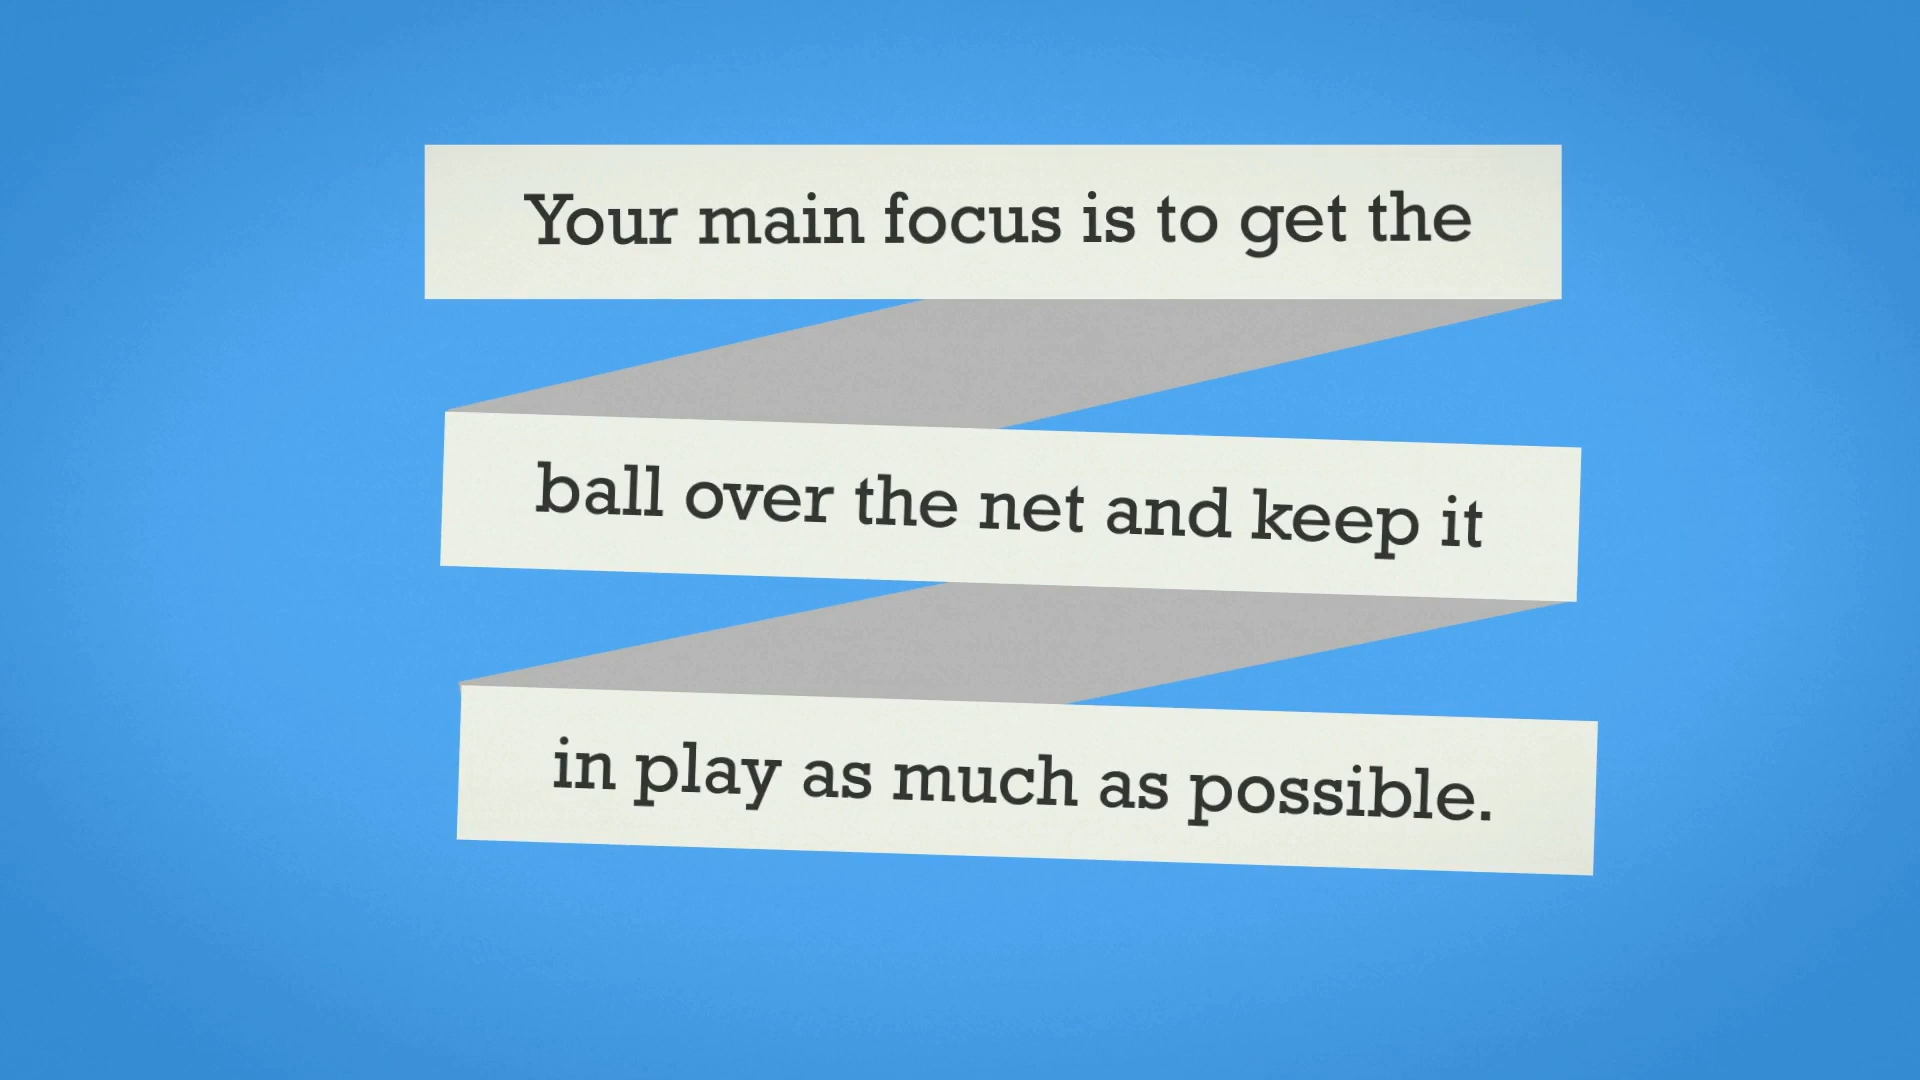 Your main focus is to get the
ball over the net and keep it
in play as much as possible.